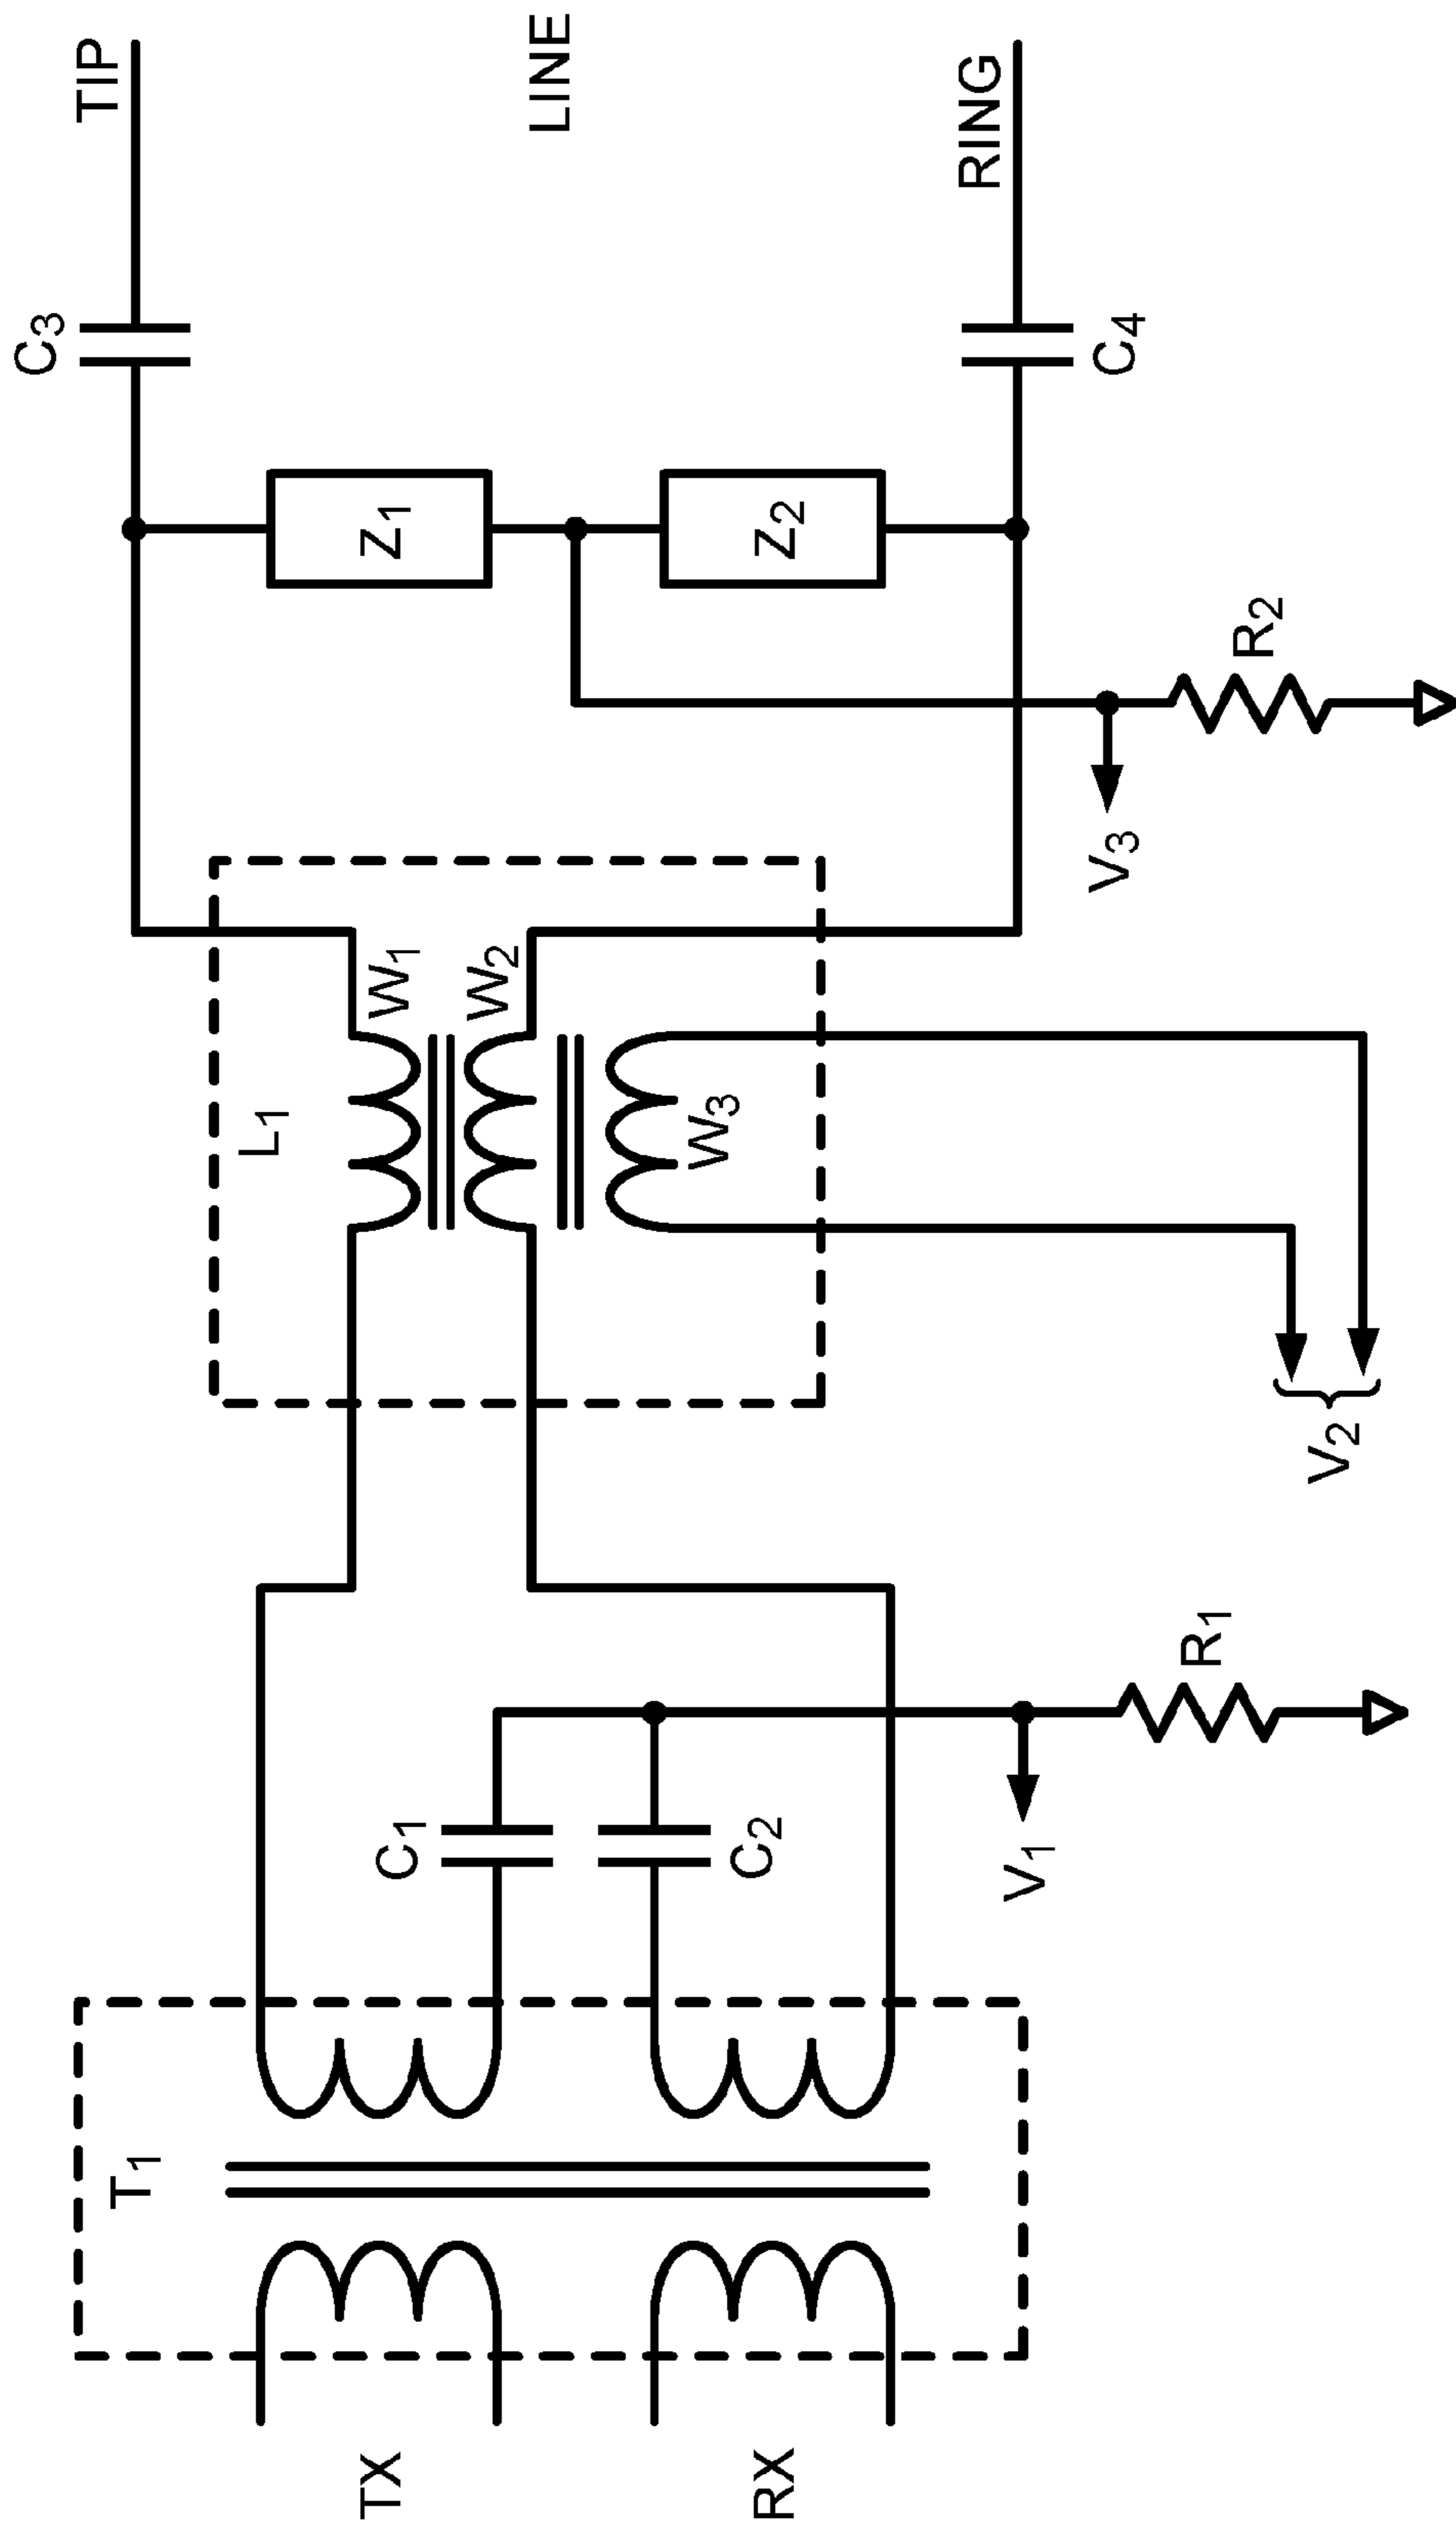 TIP
LINE
RING
C3
C4
Z1
Z2
R2
V3
L1
W1
W2
W3
V2
R1
C1
C2
V1
T1
TX
RX